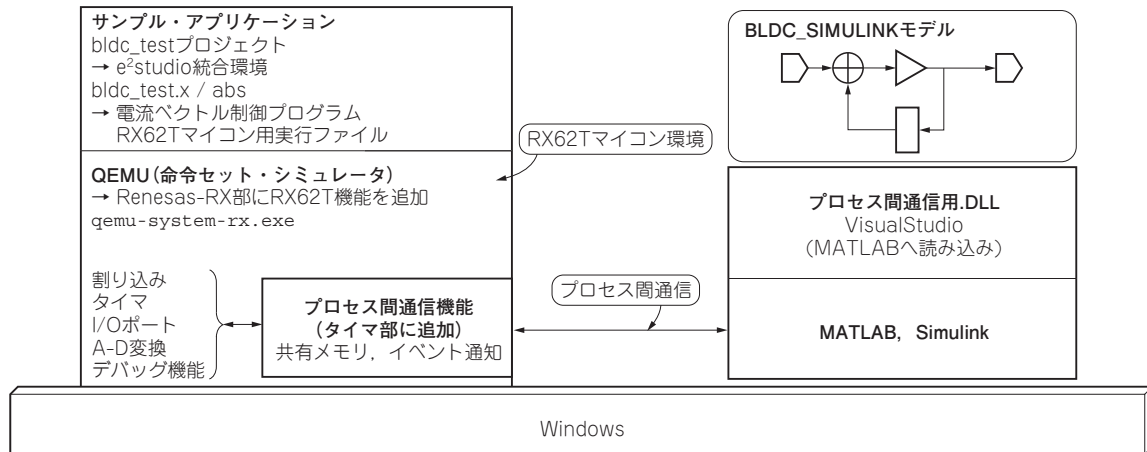 サンプル・アプリケーション
bldc_testプロジェクト
→ e²studio統合環境
bldc_test.x / abs
→ 電流ベクトル制御プログラム
RX62Tマイコン用実行ファイル
QEMU(命令セット・シミュレータ)
→ Renesas-RX部にRX62T機能を追加
qemu-system-rx.exe
割り込み
タイマ
I/Oポート
A-D変換
デバッグ機能
プロセス間通信機能
(タイマ部に追加)
共有メモリ，イベント通知
RX62Tマイコン環境
プロセス間通信
BLDC_SIMULINKモデル
プロセス間通信用.DLL
VisualStudio
(MATLABへ読み込み)
MATLAB，Simulink
Windows